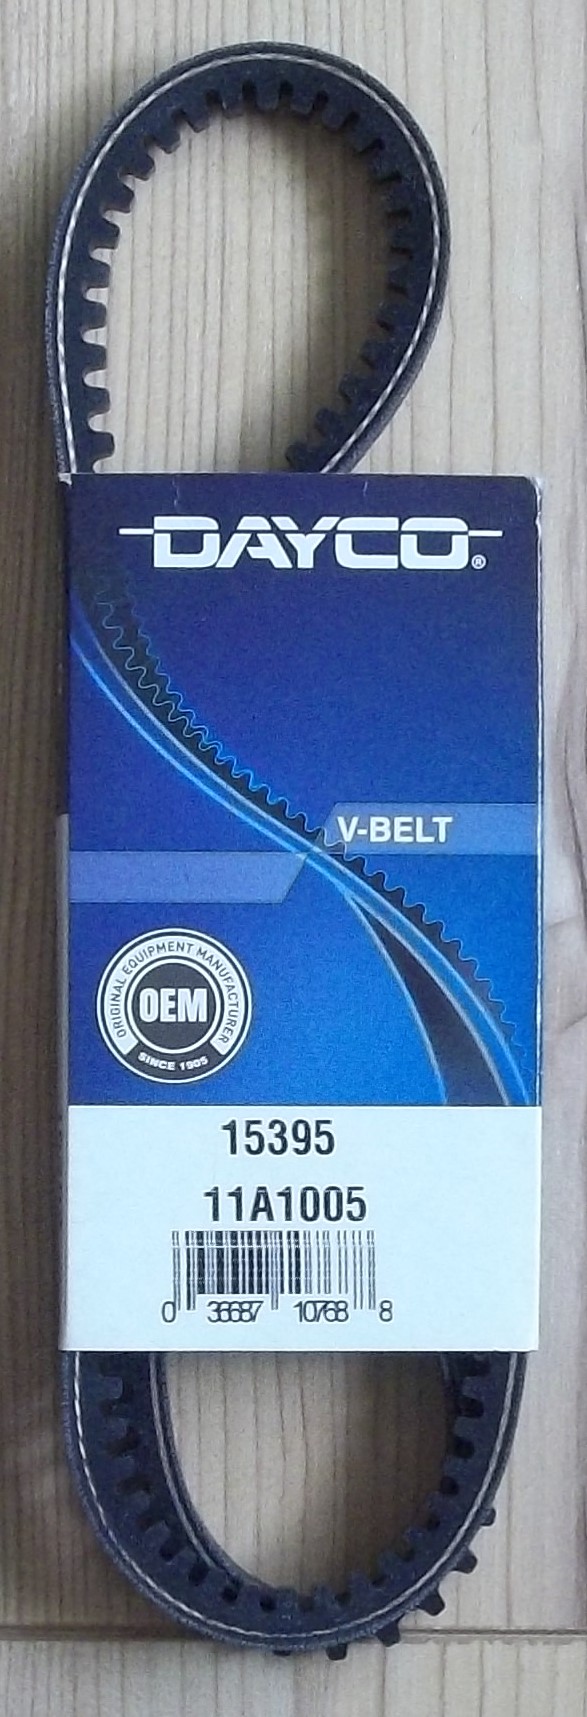 DAYCO®
V-BELT
ORIGINAL EQUIPMENT MANUFACTURER
OEM
SINCE 1905
15395
11A1005
0 36687 10768 8